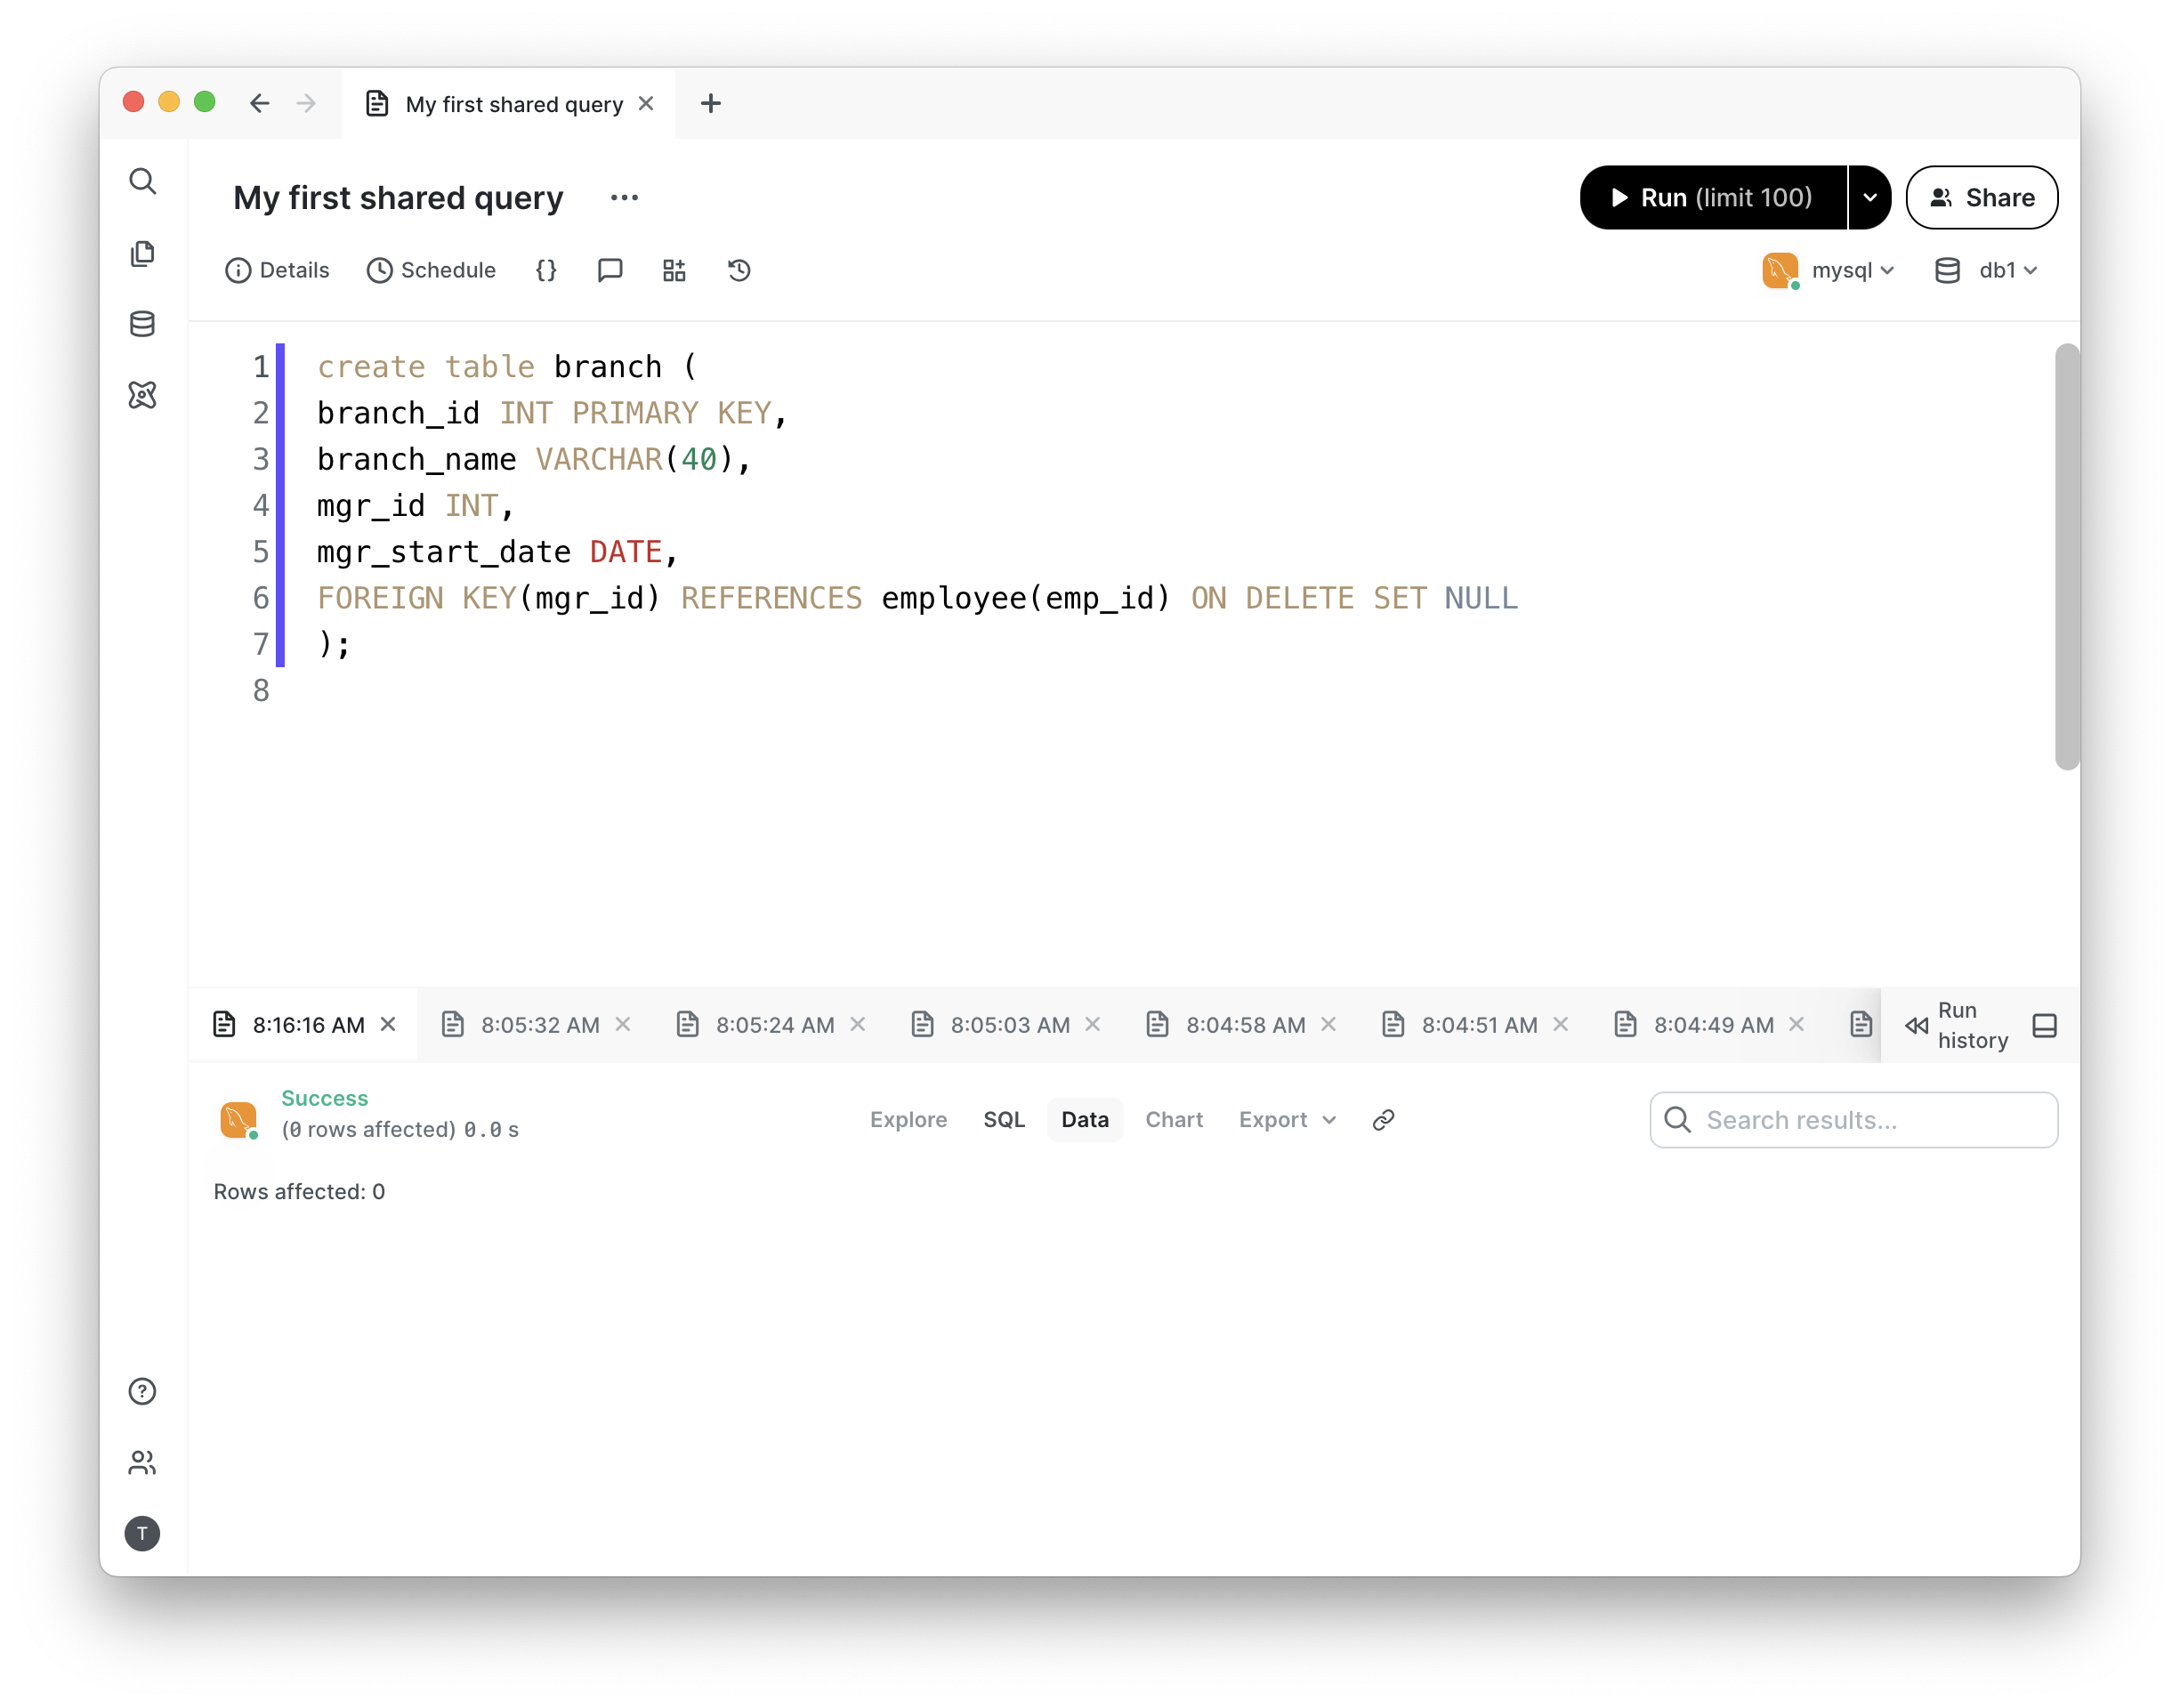 My first shared query
My first shared query
Run (limit 100)
Share
Details
Schedule
{}
mysql
db1
1 create table branch (
2 branch_id INT PRIMARY KEY,
3 branch_name VARCHAR(40),
4 mgr_id INT,
5 mgr_start_date DATE,
6 FOREIGN KEY(mgr_id) REFERENCES employee(emp_id) ON DELETE SET NULL
7 );
8
8:16:16 AM
8:05:32 AM
8:05:24 AM
8:05:03 AM
8:04:58 AM
8:04:51 AM
8:04:49 AM
Run
history
Success
(0 rows affected) 0.0 s
Explore
SQL
Data
Chart
Export
Search results...
Rows affected: 0
T